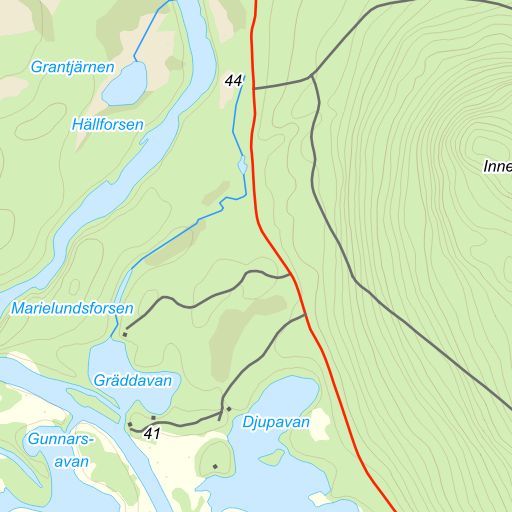 Grantjärnen
44
Hällforsen
Inne
Marielundsforsen
Gräddavan
Djupavan
41
Gunnars-
avan